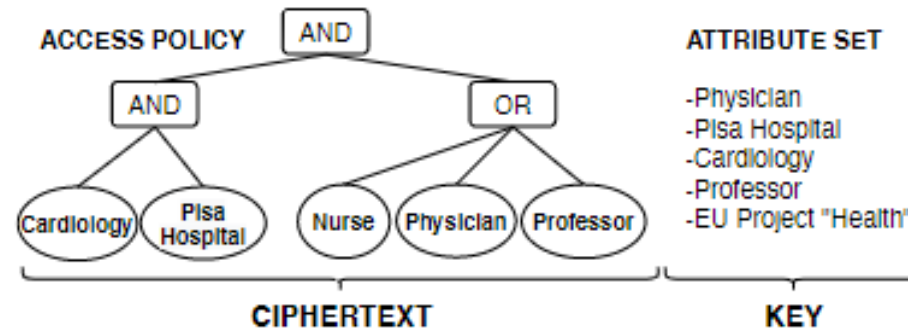 ACCESS POLICY
AND
ATTRIBUTE SET
AND
OR
-Physician
-Pisa Hospital
-Cardiology
-Professor
-EU Project "Health"
Cardiology
Pisa
Hospital
Nurse
Physician
Professor
CIPHERTEXT
KEY